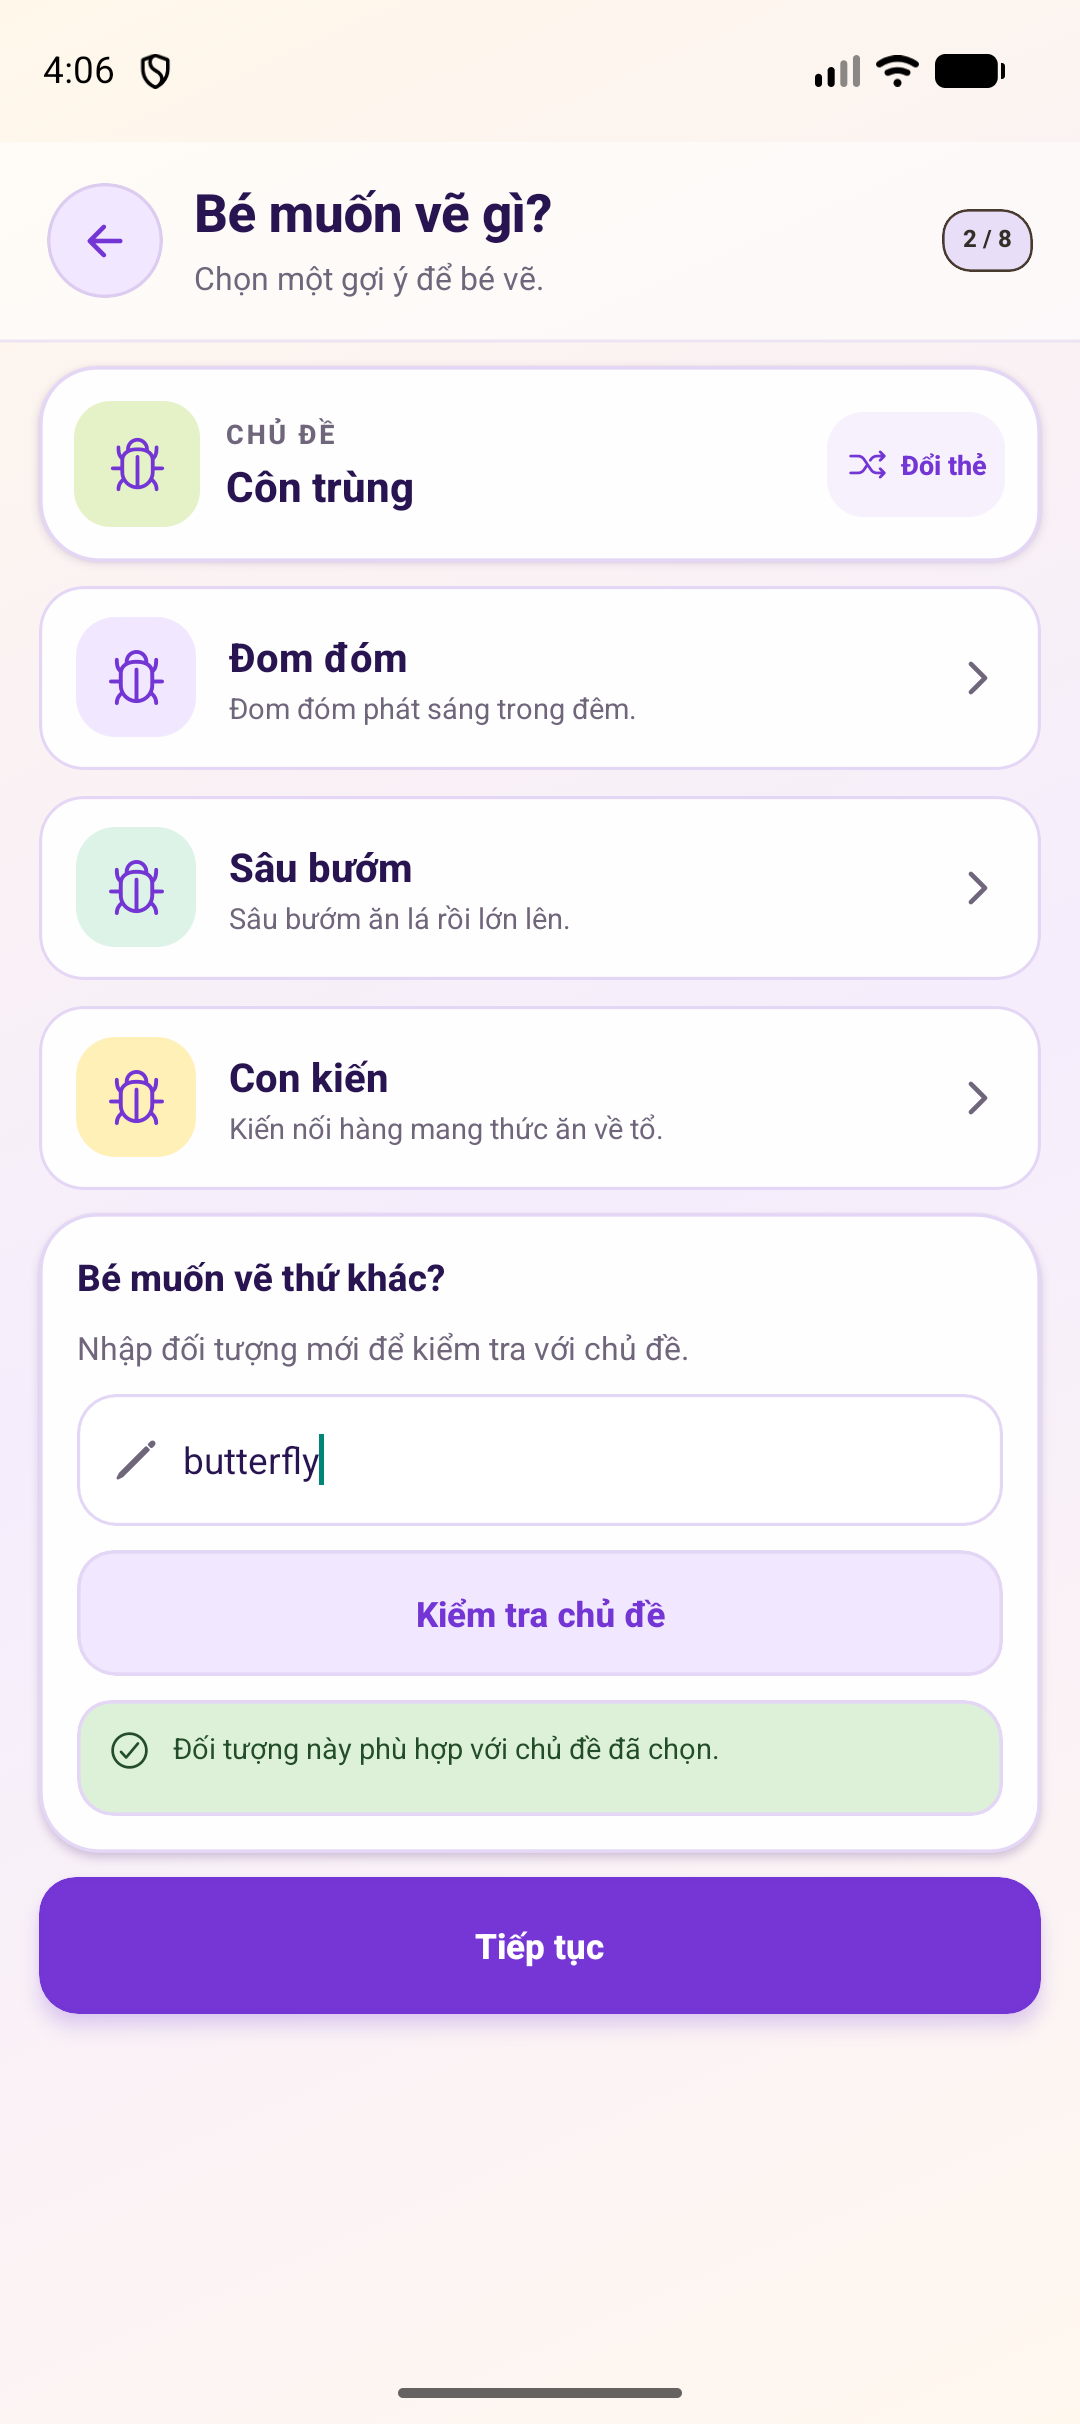 4:06
Bé muốn vẽ gì?
Chọn một gợi ý để bé vẽ.
2 / 8
CHỦ ĐỀ
Côn trùng
Đổi thẻ
Đom đóm
Đom đóm phát sáng trong đêm.
Sâu bướm
Sâu bướm ăn lá rồi lớn lên.
Con kiến
Kiến nối hàng mang thức ăn về tổ.
Bé muốn vẽ thứ khác?
Nhập đối tượng mới để kiểm tra với chủ đề.
butterfly
Kiểm tra chủ đề
Đối tượng này phù hợp với chủ đề đã chọn.
Tiếp tục